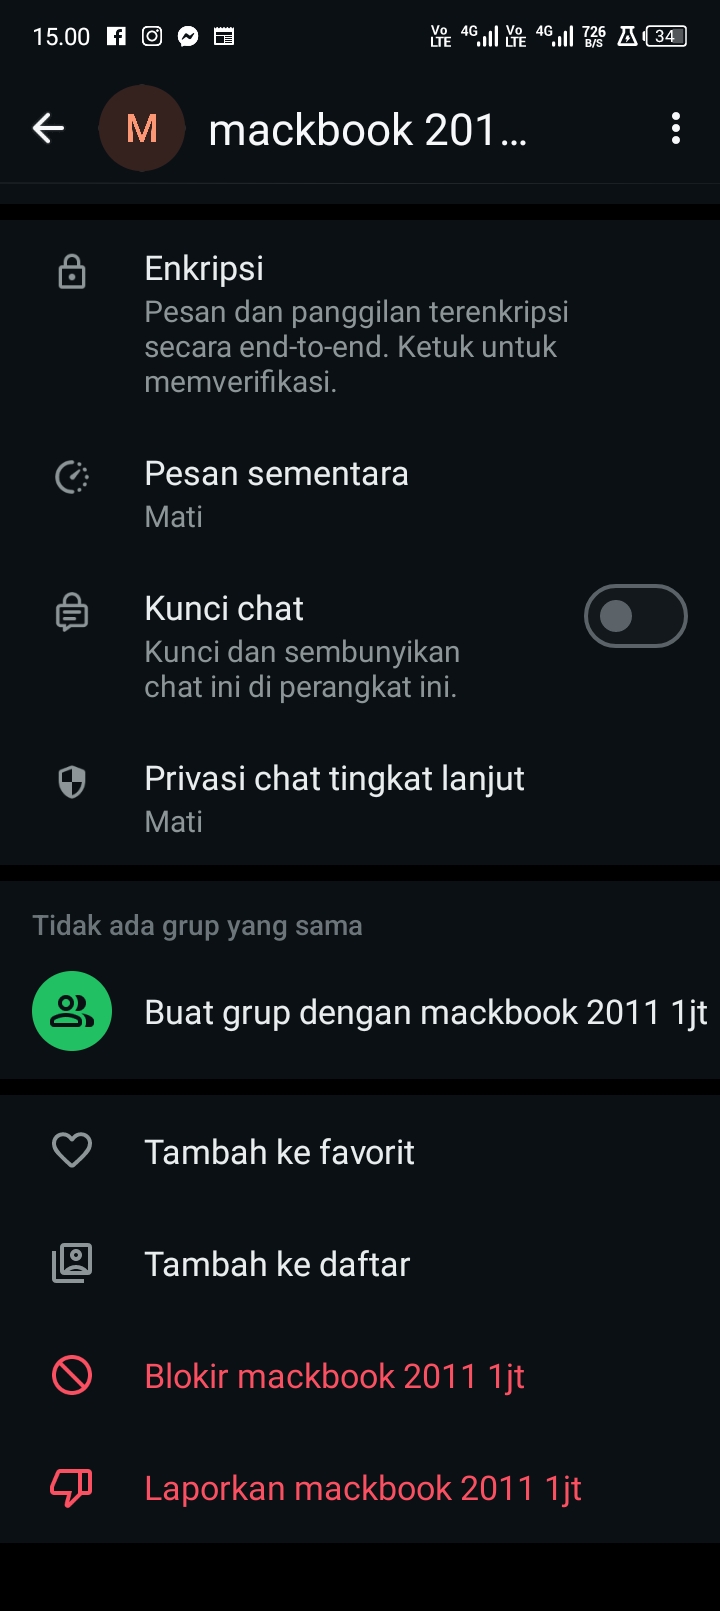 15.00
Vo LTE 4G Vo LTE 4G 726 B/S 34
M
mackbook 201...
Enkripsi
Pesan dan panggilan terenkripsi
secara end-to-end. Ketuk untuk
memverifikasi.
Pesan sementara
Mati
Kunci chat
Kunci dan sembunyikan
chat ini di perangkat ini.
Privasi chat tingkat lanjut
Mati
Tidak ada grup yang sama
Buat grup dengan mackbook 2011 1jt
Tambah ke favorit
Tambah ke daftar
Blokir mackbook 2011 1jt
Laporkan mackbook 2011 1jt